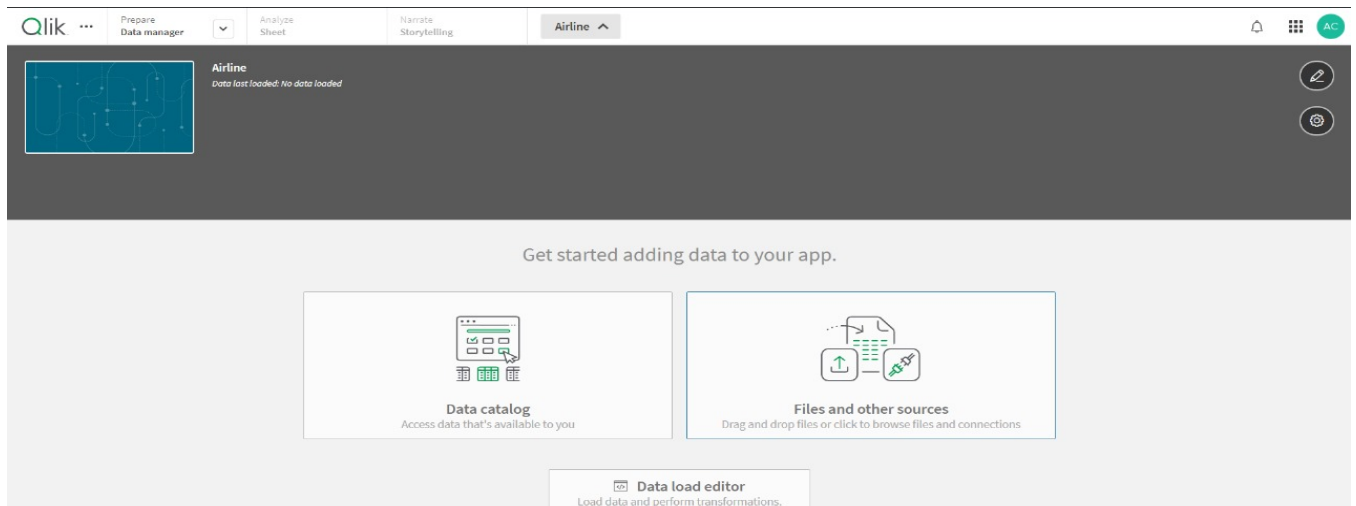 Qlik
Prepare
Data manager
Analyze
Sheet
Narrate
Storytelling
Airline
AC
Airline
Data last loaded: No data loaded
Get started adding data to your app.
Data catalog
Access data that's available to you
Files and other sources
Drag and drop files or click to browse files and connections
Data load editor
Load data and perform transformations.